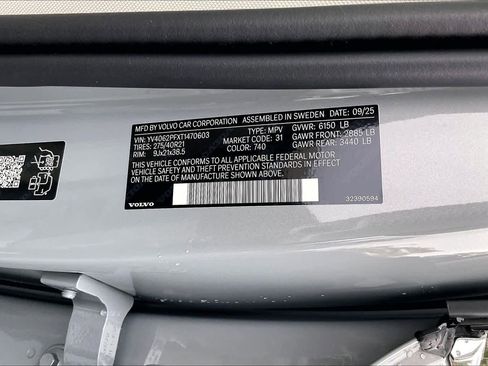 MFD. BY VOLVO CAR CORPORATION ASSEMBLED IN SWEDEN DATE: 09/25
VIN: YV4062PFXT1470603 TYPE: MPV GVWR: 6150 LB
TIRES: 275/40R21 MARKET CODE: 31 GAWR FRONT: 2885 LB
RIM: 9Jx21x38.5 COLOR: 740 GAWR REAR: 3440 LB
THIS VEHICLE CONFORMS TO ALL APPLICABLE FEDERAL MOTOR
VEHICLE SAFETY AND THEFT PREVENTION STANDARDS IN EFFECT
ON THE DATE OF MANUFACTURE SHOWN ABOVE.
VOLVO 32390594